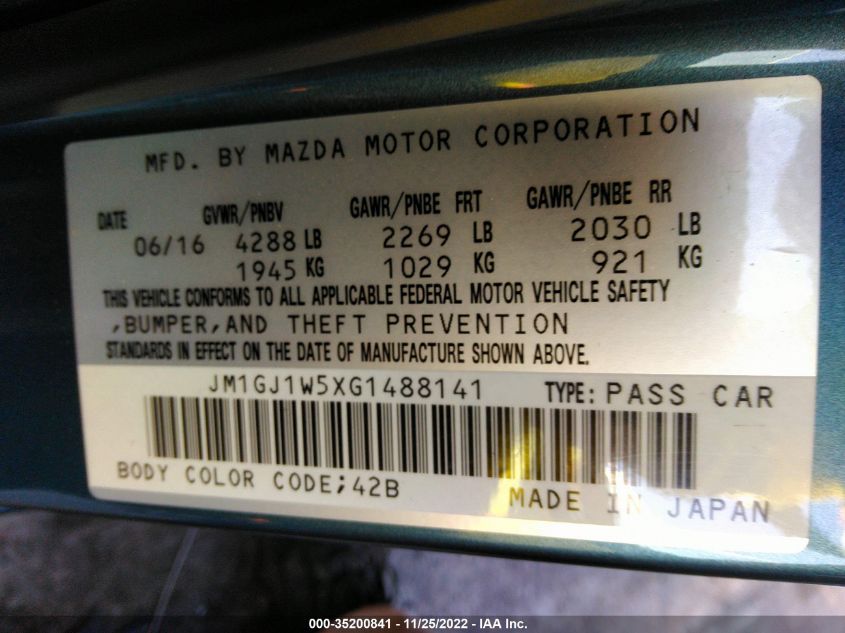 MFD. BY MAZDA MOTOR CORPORATION
DATE GVWR/PNBV GAWR/PNBE FRT GAWR/PNBE RR
06/16 4288 LB 2269 LB 2030 LB
1945 KG 1029 KG 921 KG
THIS VEHICLE CONFORMS TO ALL APPLICABLE FEDERAL MOTOR VEHICLE SAFETY
,BUMPER,AND THEFT PREVENTION
STANDARDS IN EFFECT ON THE DATE OF MANUFACTURE SHOWN ABOVE.
JM1GJ1W5XG1488141 TYPE: PASS CAR
BODY COLOR CODE;42B
MADE IN JAPAN
000-35200841 - 11/25/2022 - IAA Inc.